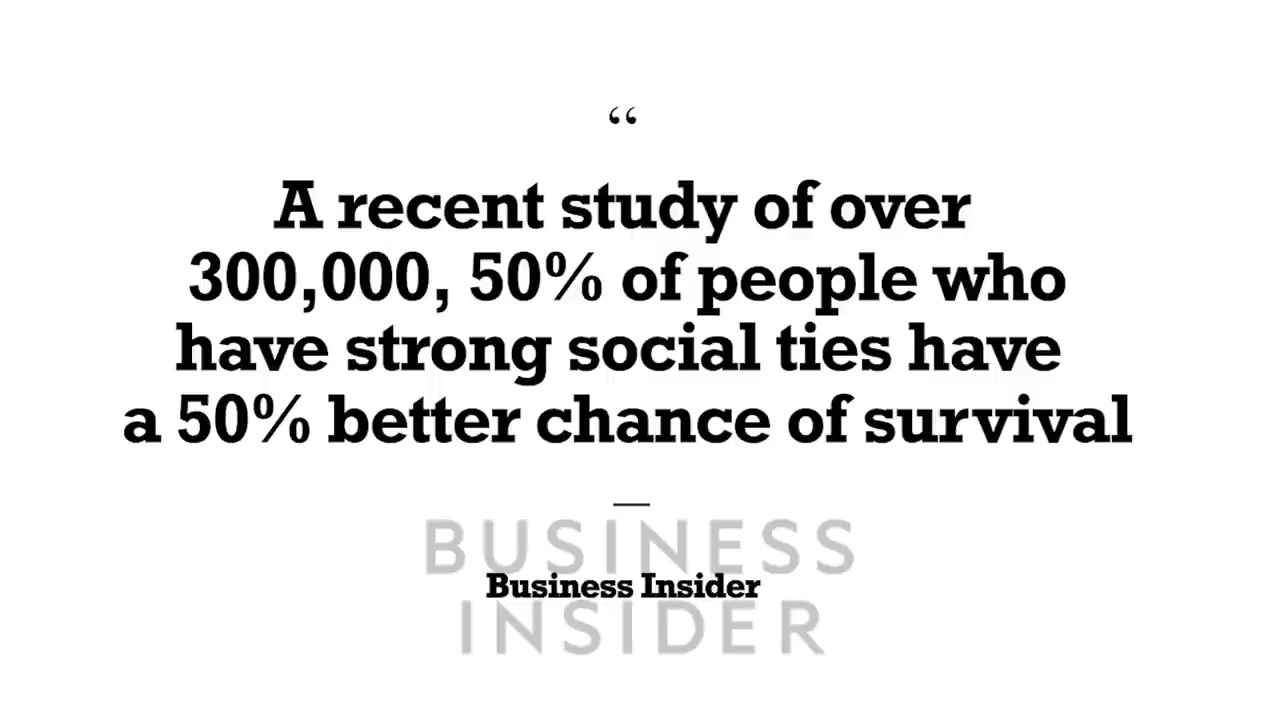 “
A recent study of over
300,000, 50% of people who
have strong social ties have
a 50% better chance of survival
—
BUSINESS
Business Insider
INSIDER